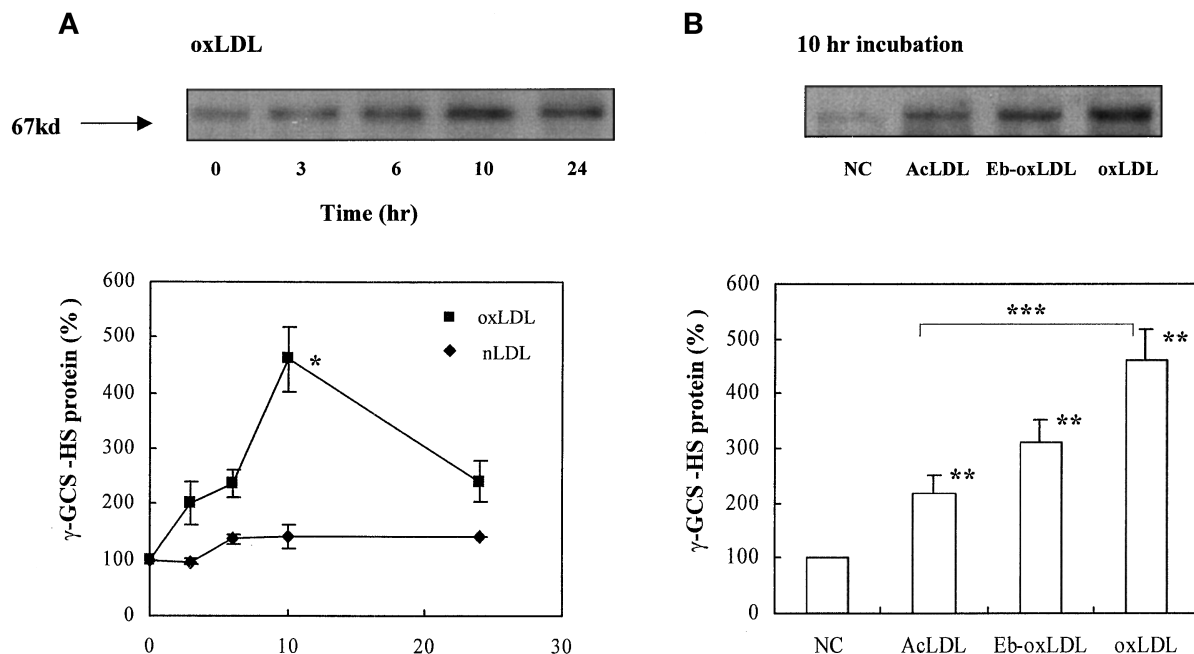 A
oxLDL
67kd
0 3 6 10 24
Time (hr)
γ-GCS -HS protein (% )
600
500
400
300
200
100
0
0 10 20 30
oxLDL
nLDL
*
B
10 hr incubation
NC AcLDL Eb-oxLDL oxLDL
γ-GCS -HS protein (% )
600
500
400
300
200
100
0
***
**
**
**
NC AcLDL Eb-oxLDL oxLDL